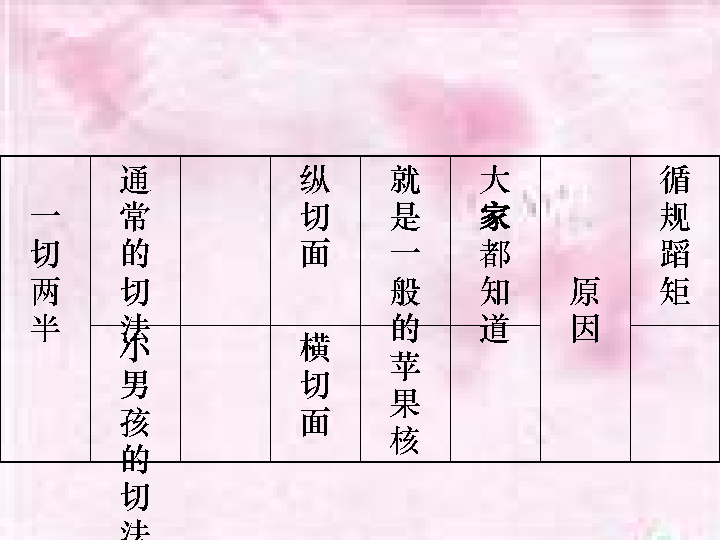 一切两半
通常的切法
纵切面
就是一般的苹果核
大家都知道
原因
循规蹈矩
小男孩的切法
横切面